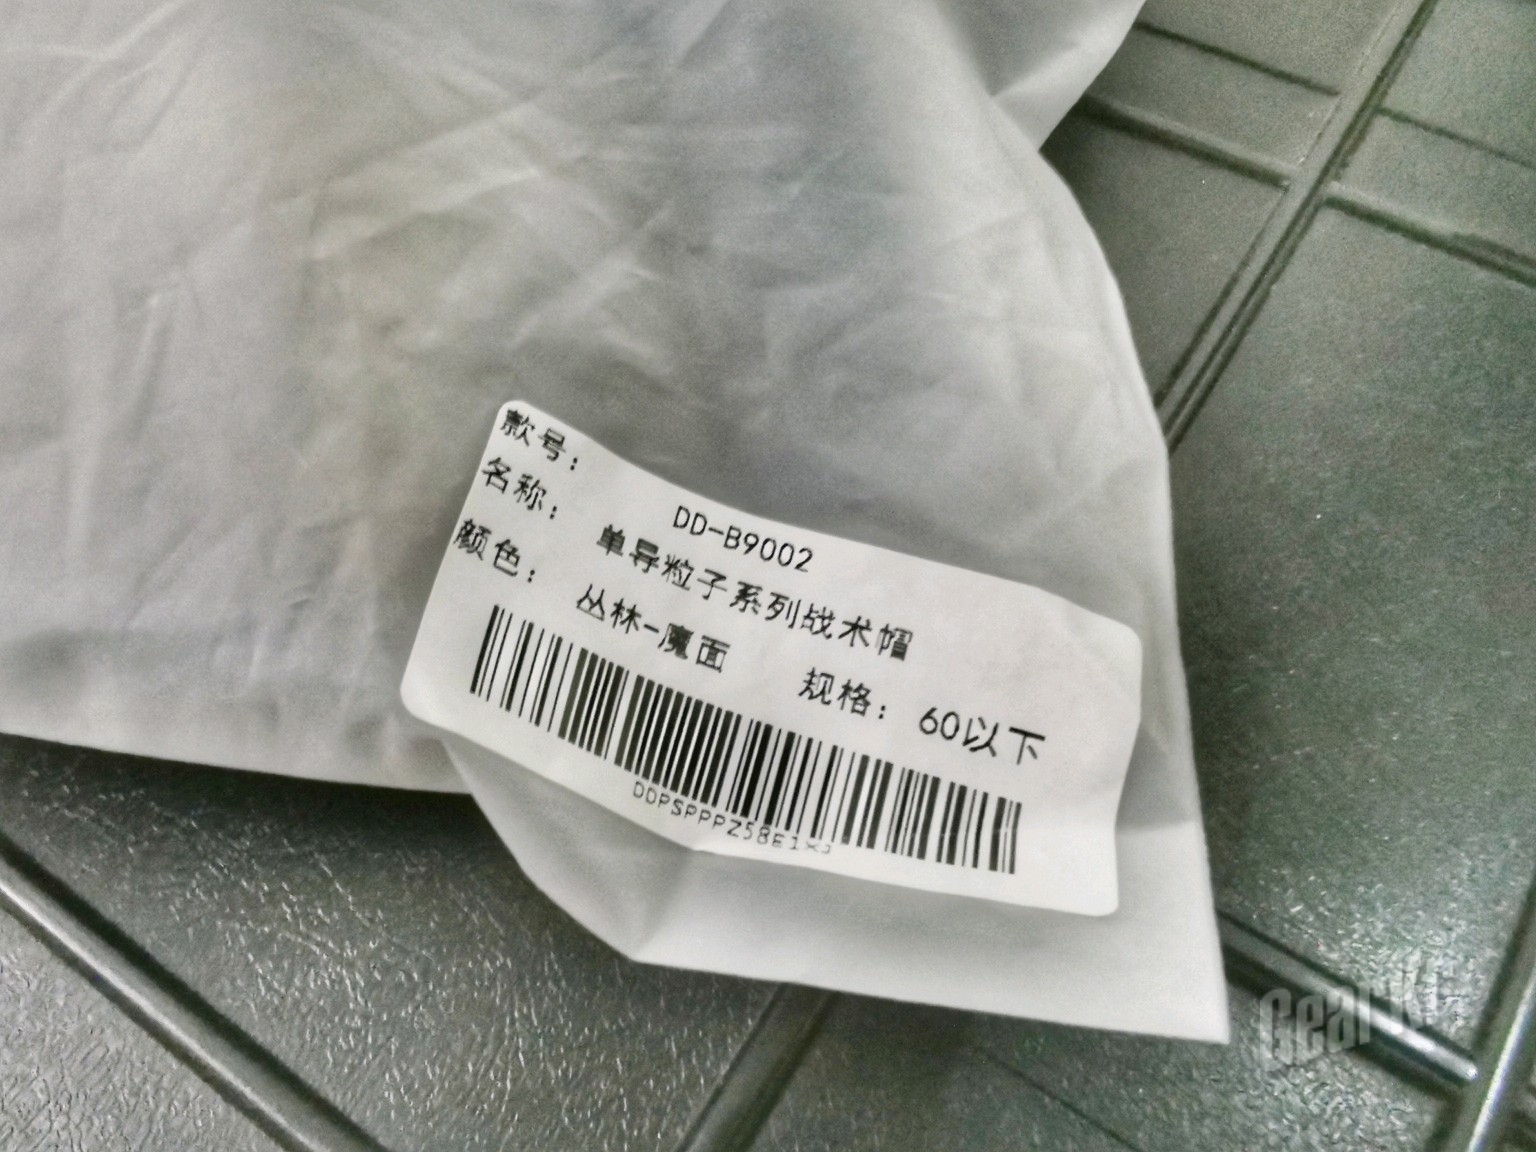 款号： DD-B9002
名称： 单导粒子系列战术帽
颜色： 丛林-魔面 规格： 60以下